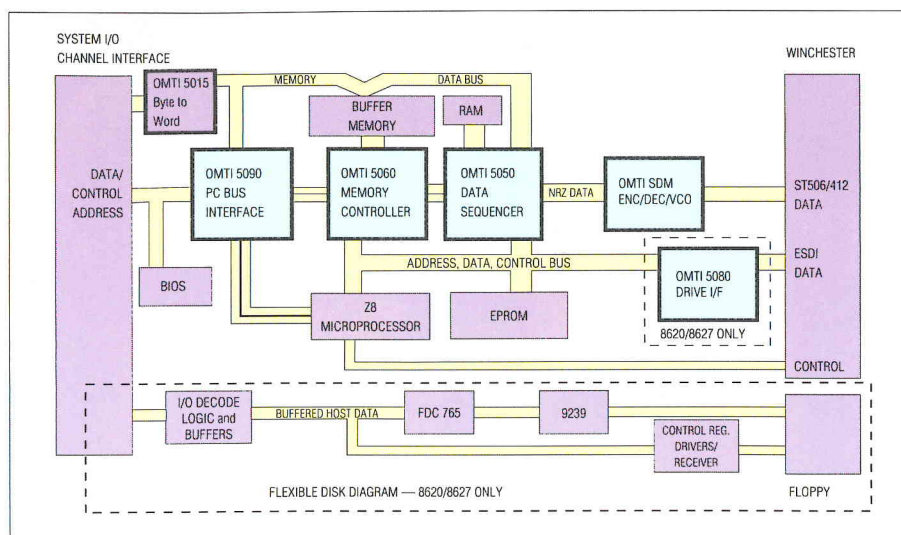 SYSTEM I/O
CHANNEL INTERFACE
WINCHESTER
OMTI 5015
Byte to
Word
MEMORY
DATA BUS
BUFFER
MEMORY
RAM
DATA/
CONTROL
ADDRESS
OMTI 5090
PC BUS
INTERFACE
OMTI 5060
MEMORY
CONTROLLER
OMTI 5050
DATA
SEQUENCER
NRZ DATA
OMTI SDM
ENC/DEC/VCO
ST506/412
DATA
ADDRESS, DATA, CONTROL BUS
ESDI
DATA
OMTI 5080
DRIVE I/F
BIOS
Z8
MICROPROCESSOR
EPROM
8620/8627 ONLY
CONTROL
I/O DECODE
LOGIC and
BUFFERS
BUFFERED HOST DATA
FDC 765
9239
CONTROL REG.
DRIVERS/
RECEIVER
FLEXIBLE DISK DIAGRAM — 8620/8627 ONLY
FLOPPY